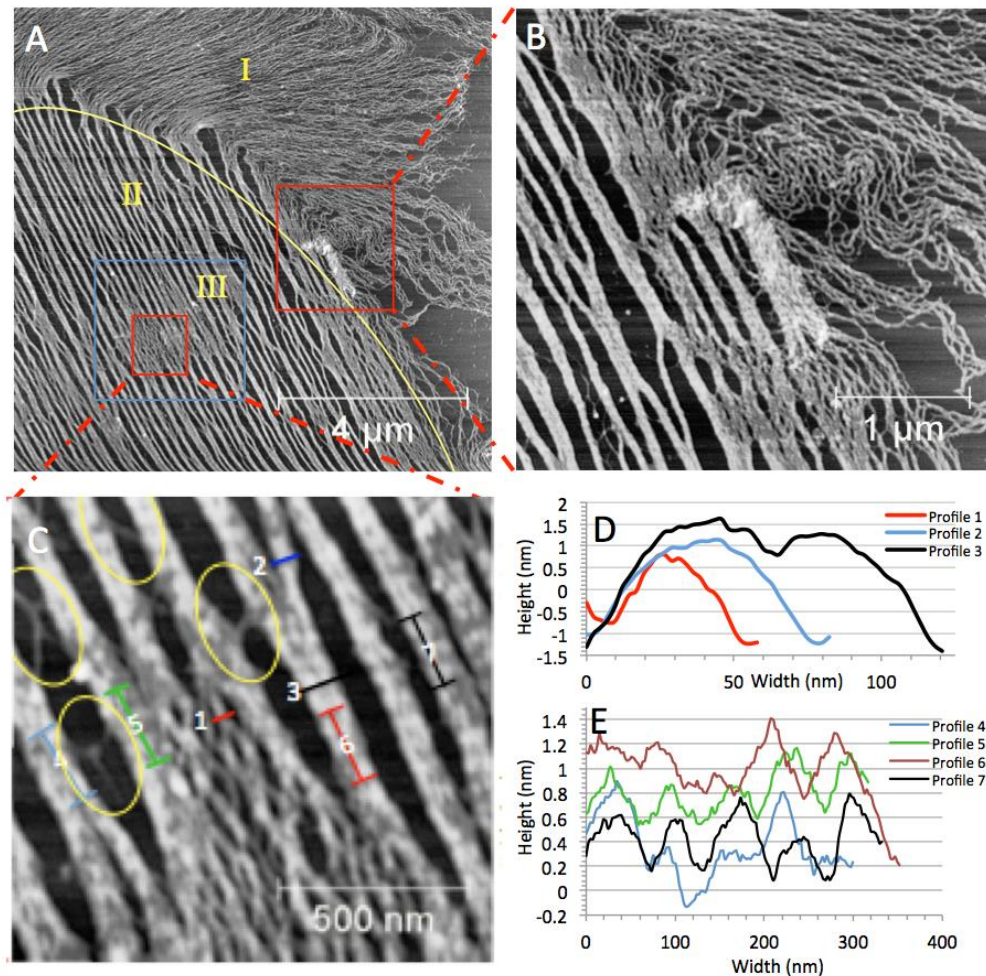 A
I
II
III
4 μm
B
1 μm
C
2
3
1
5
6
7
4
500 nm
D
Height (nm)
2
1.5
1
0.5
0
-0.5
-1
-1.5
0
50
Width (nm)
100
Profile 1
Profile 2
Profile 3
E
Height (nm)
1.4
1.2
1
0.8
0.6
0.4
0.2
0
-0.2
0
100
200
300
400
Width (nm)
Profile 4
Profile 5
Profile 6
Profile 7